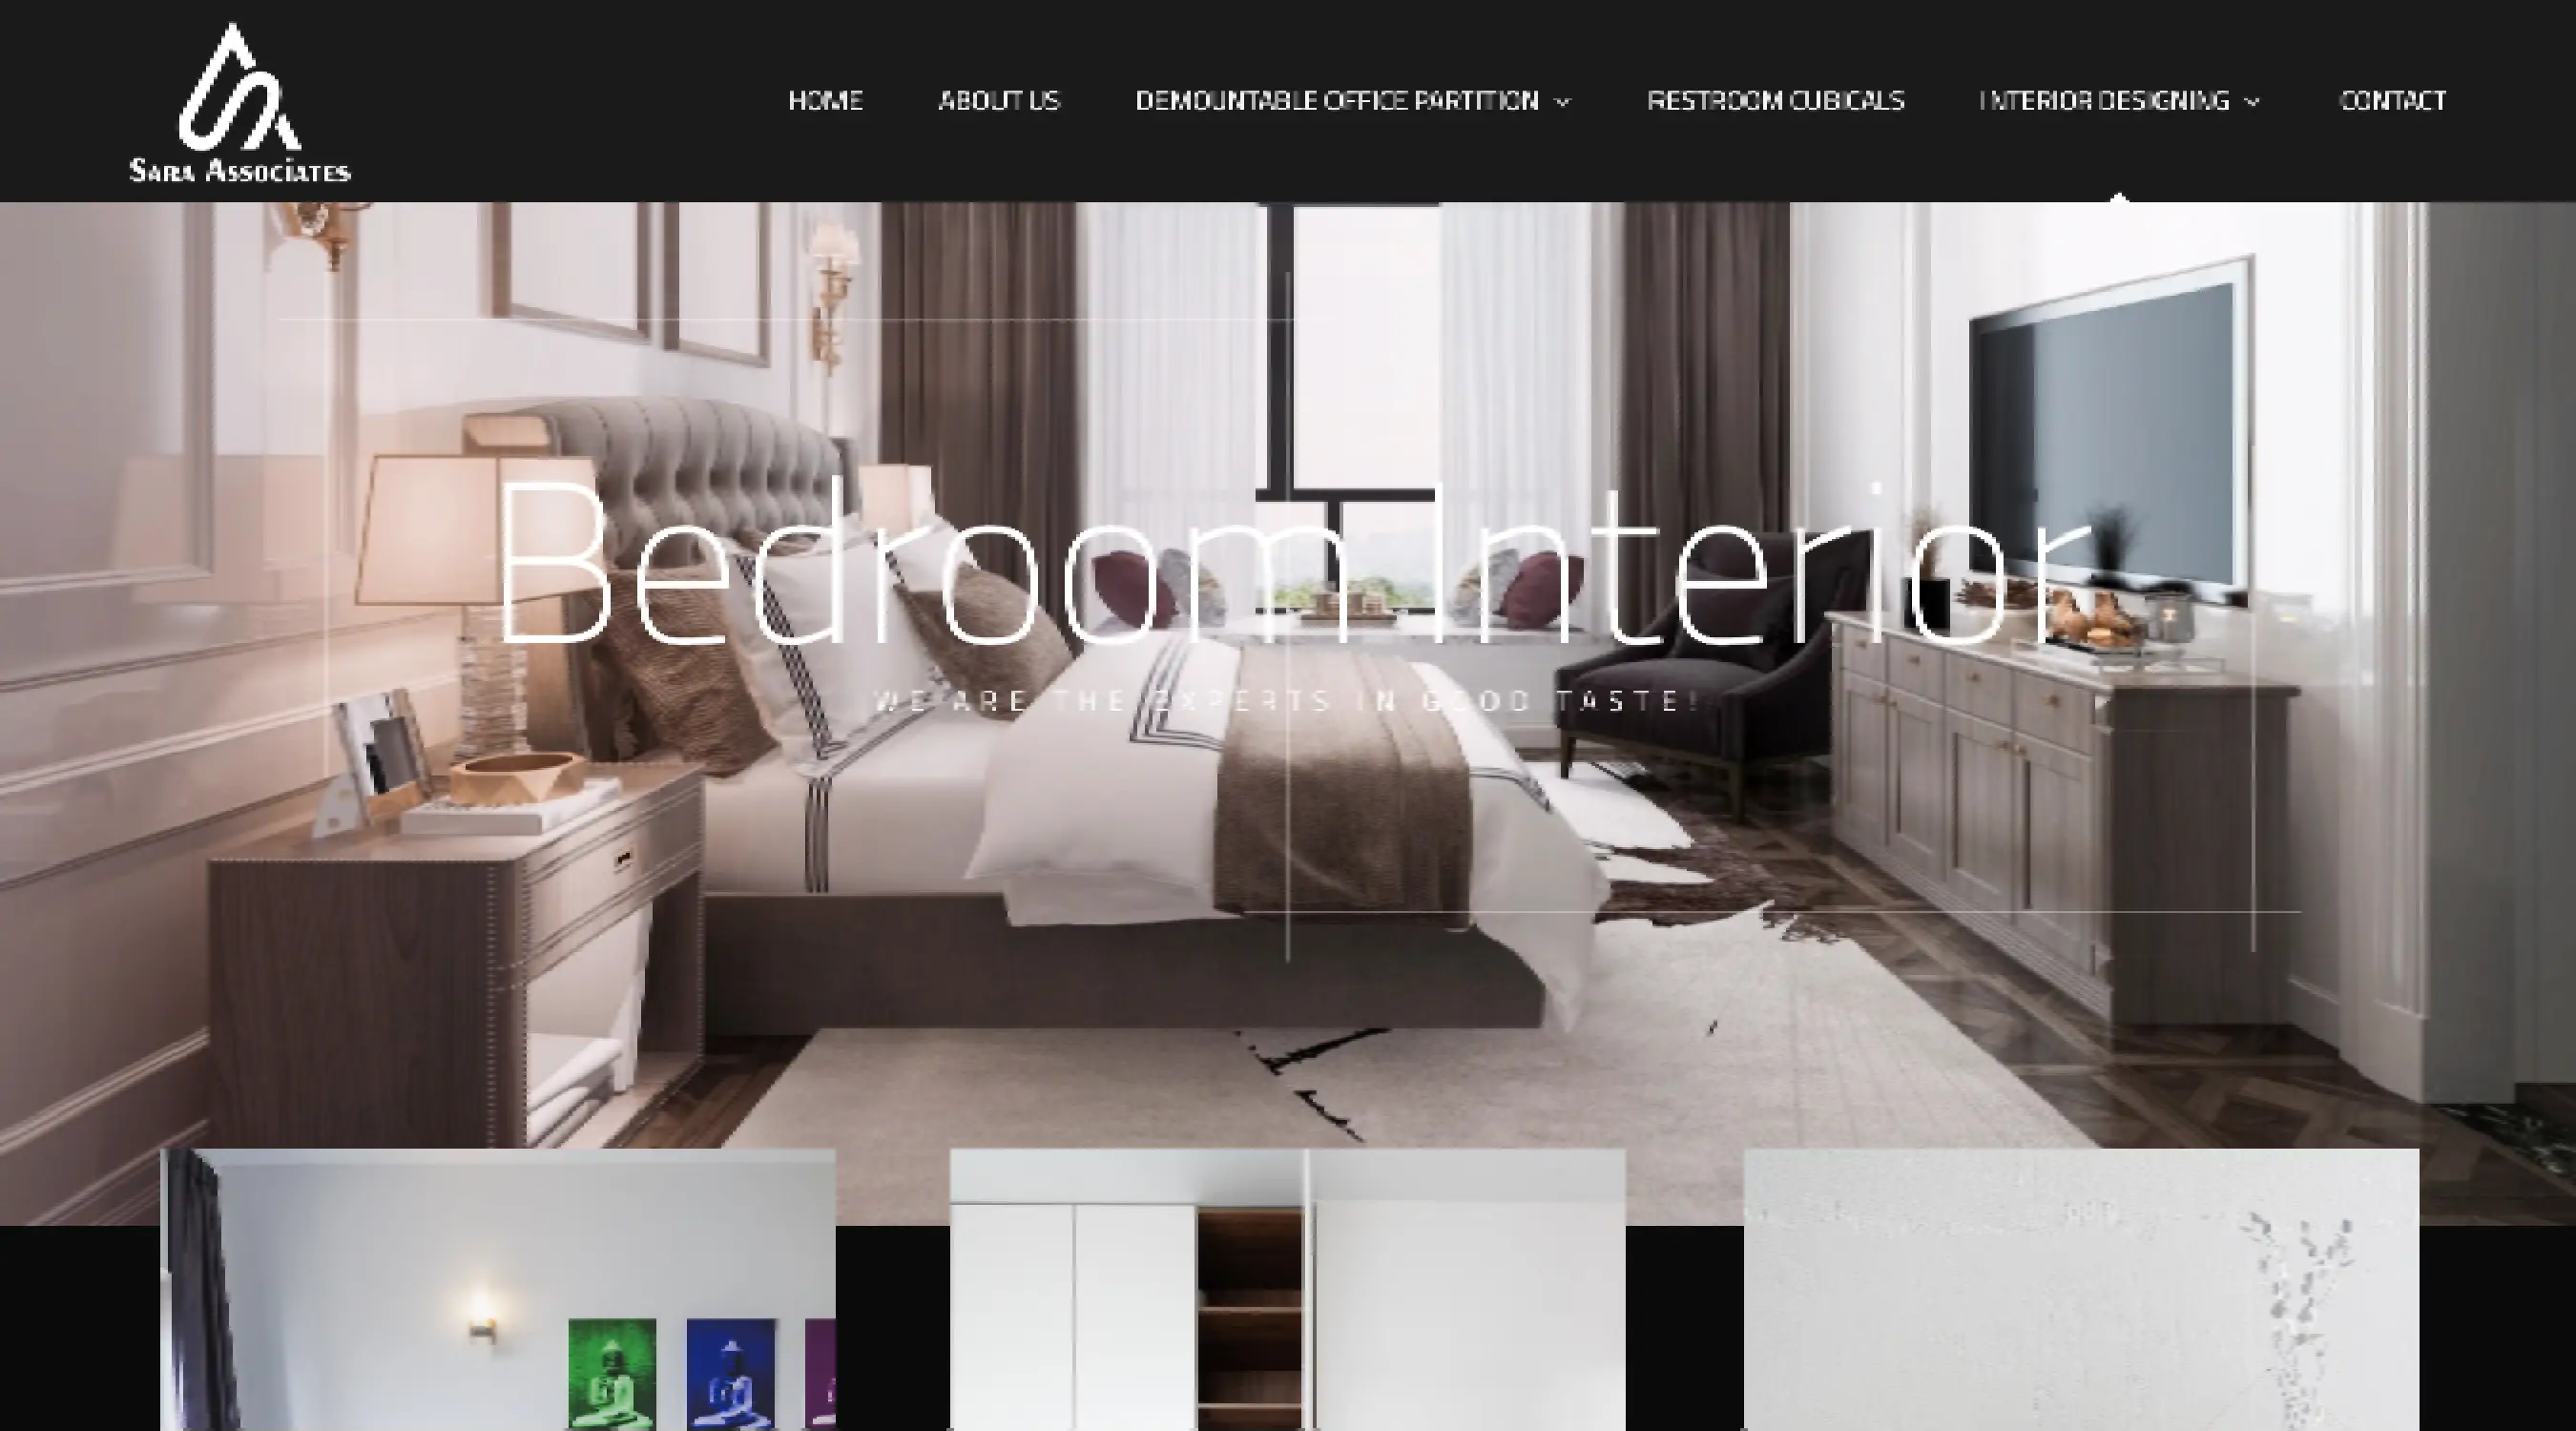 SARA ASSOCIATES
HOME ABOUT US DEMOUNTABLE OFFICE PARTITION RESTROOM CUBICALS INTERIOR DESIGNING CONTACT
Bedroom Interior
WE ARE THE EXPERTS IN GOOD TASTE!